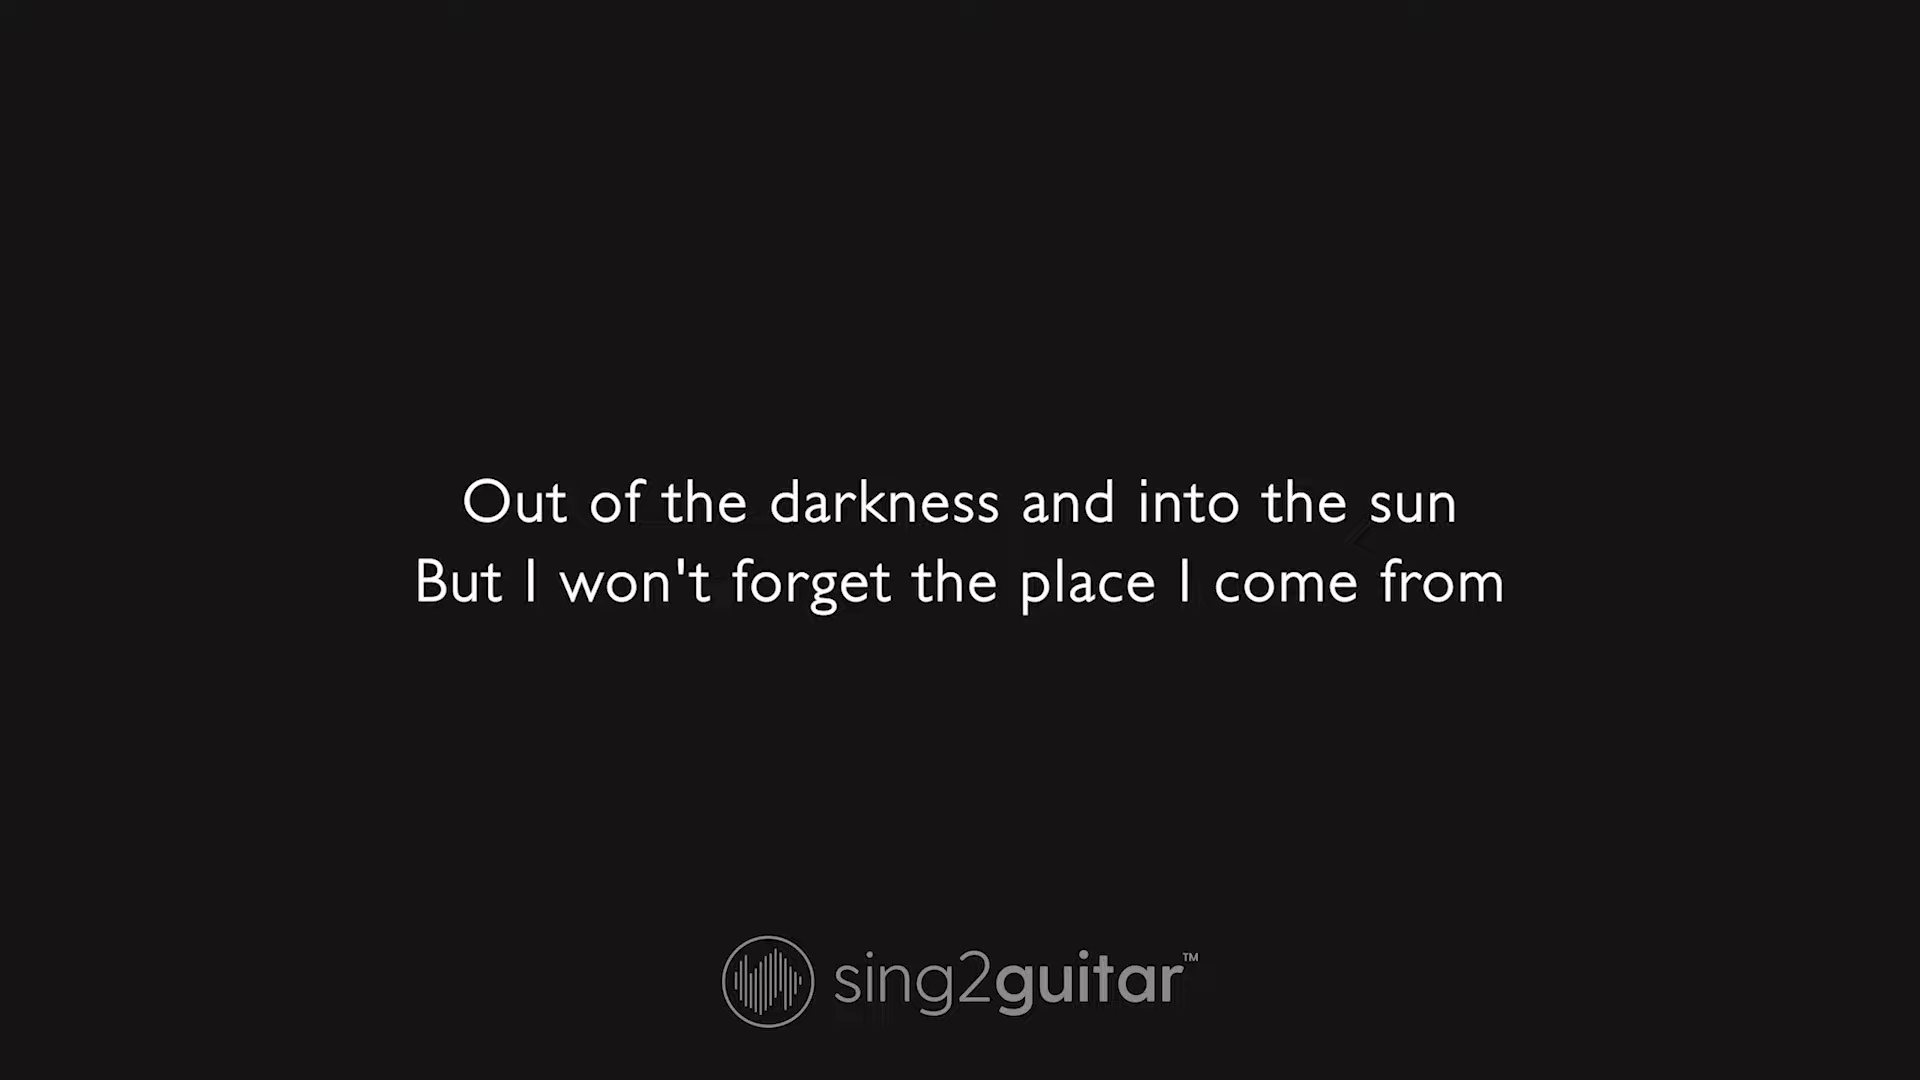 Out of the darkness and into the sun
But I won't forget the place I come from
sing2guitar™